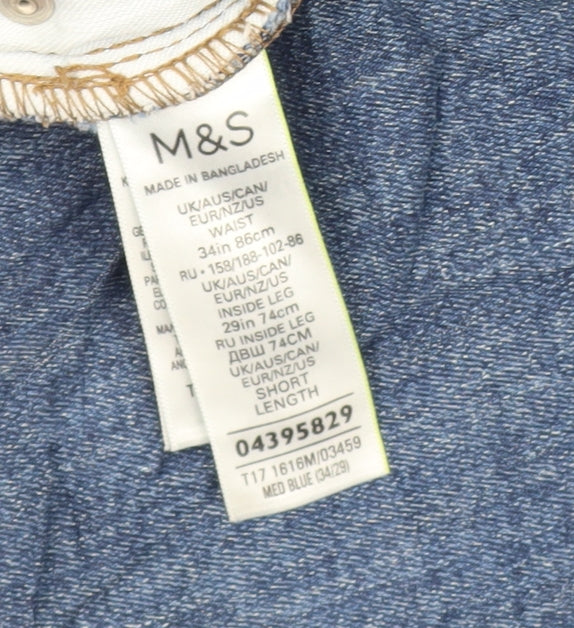 M&S
MADE IN BANGLADESH
UK/AUS/CAN/
EUR/NZ/US
WAIST
34in 86cm
RU • 158/188-102-86
UK/AUS/CAN/
EUR/NZ/US
INSIDE LEG
29in 74cm
RU INSIDE LEG
ДВШ 74CM
UK/AUS/CAN/
EUR/NZ/US
SHORT
LENGTH
04395829
T17 1616M/03459
MED BLUE (34/29)